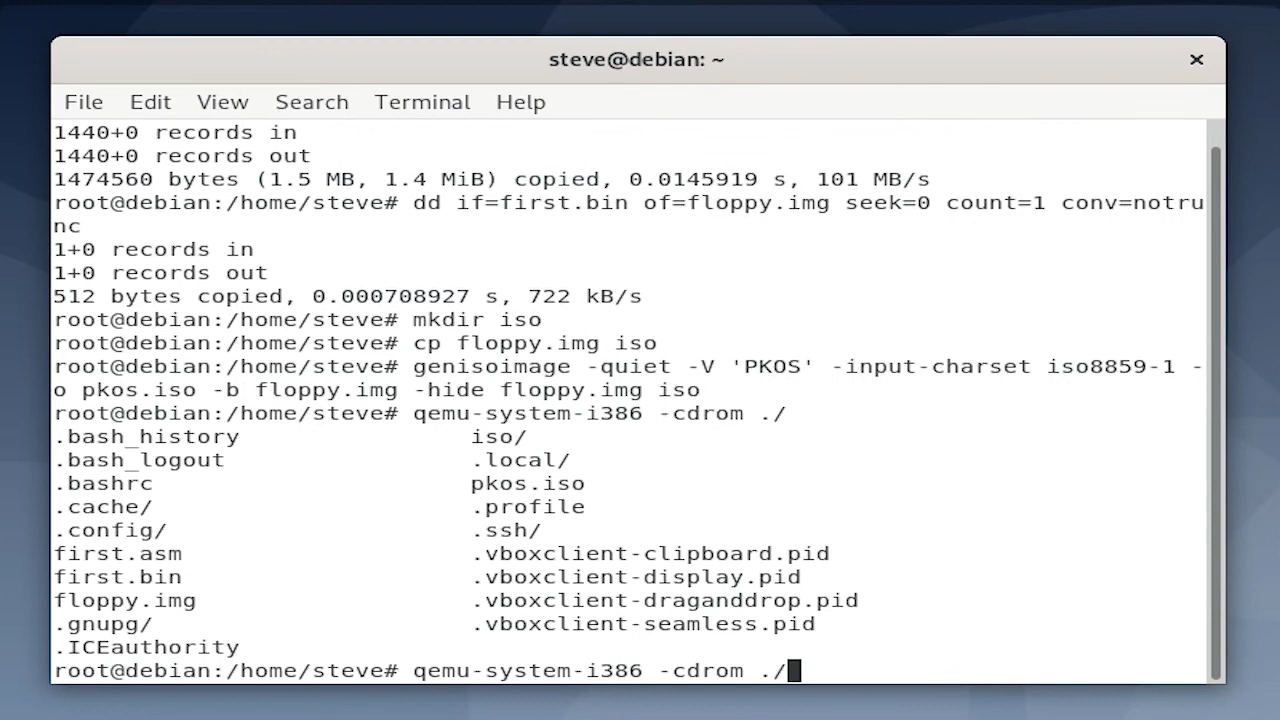 steve@debian: ~
File Edit View Search Terminal Help
1440+0 records in
1440+0 records out
1474560 bytes (1.5 MB, 1.4 MiB) copied, 0.0145919 s, 101 MB/s
root@debian:/home/steve# dd if=first.bin of=floppy.img seek=0 count=1 conv=notru
nc
1+0 records in
1+0 records out
512 bytes copied, 0.000708927 s, 722 kB/s
root@debian:/home/steve# mkdir iso
root@debian:/home/steve# cp floppy.img iso
root@debian:/home/steve# genisoimage -quiet -V 'PKOS' -input-charset iso8859-1 -
o pkos.iso -b floppy.img -hide floppy.img iso
root@debian:/home/steve# qemu-system-i386 -cdrom ./
.bash_history iso/
.bash_logout .local/
.bashrc pkos.iso
.cache/ .profile
.config/ .ssh/
first.asm .vboxclient-clipboard.pid
first.bin .vboxclient-display.pid
floppy.img .vboxclient-draganddrop.pid
.gnupg/ .vboxclient-seamless.pid
.ICEauthority
root@debian:/home/steve# qemu-system-i386 -cdrom ./